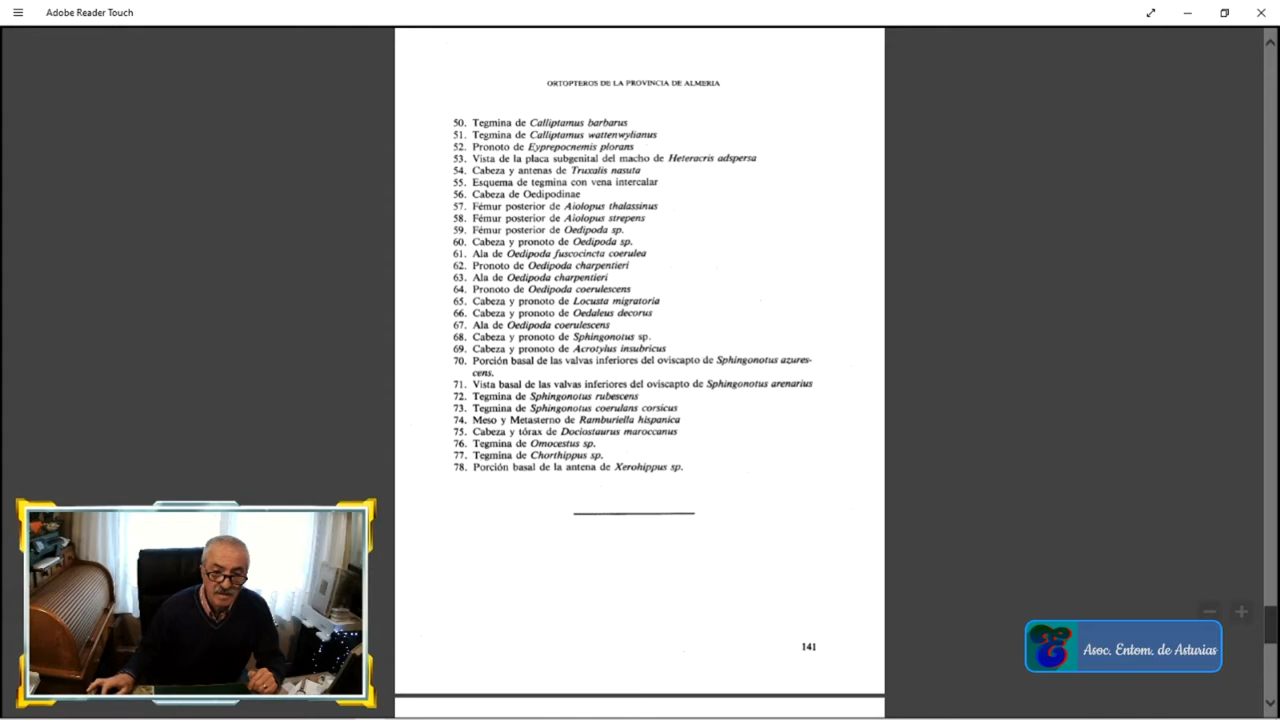 Adobe Reader Touch
ORTOPTEROS DE LA PROVINCIA DE ALMERIA
50. Tegmina de Calliptamus barbarus
51. Tegmina de Calliptamus wattenwylianus
52. Pronoto de Eyprepocnemis plorans
53. Vista de la placa subgenital del macho de Heteracris adspersa
54. Cabeza y antenas de Truxalis nasuta
55. Esquema de tegmina con vena intercalar
56. Cabeza de Oedipodinae
57. Fémur posterior de Aiolopus thalassinus
58. Fémur posterior de Aiolopus strepens
59. Fémur posterior de Oedipoda sp.
60. Cabeza y pronoto de Oedipoda sp.
61. Ala de Oedipoda fuscocincta coerulea
62. Pronoto de Oedipoda charpentieri
63. Ala de Oedipoda charpentieri
64. Pronoto de Oedipoda coerulescens
65. Cabeza y pronoto de Locusta migratoria
66. Cabeza y pronoto de Oedaleus decorus
67. Ala de Oedipoda coerulescens
68. Cabeza y pronoto de Sphingonotus sp.
69. Cabeza y pronoto de Acrotylus insubricus
70. Porción basal de las valvas inferiores del oviscapto de Sphingonotus azures-
cens.
71. Vista basal de las valvas inferiores del oviscapto de Sphingonotus arenarius
72. Tegmina de Sphingonotus rubescens
73. Tegmina de Sphingonotus coerulans corsicus
74. Meso y Metasterno de Ramburiella hispanica
75. Cabeza y tórax de Dociostaurus maroccanus
76. Tegmina de Omocestus sp.
77. Tegmina de Chorthippus sp.
78. Porción basal de la antena de Xerohippus sp.
141
Asoc. Entom. de Asturias